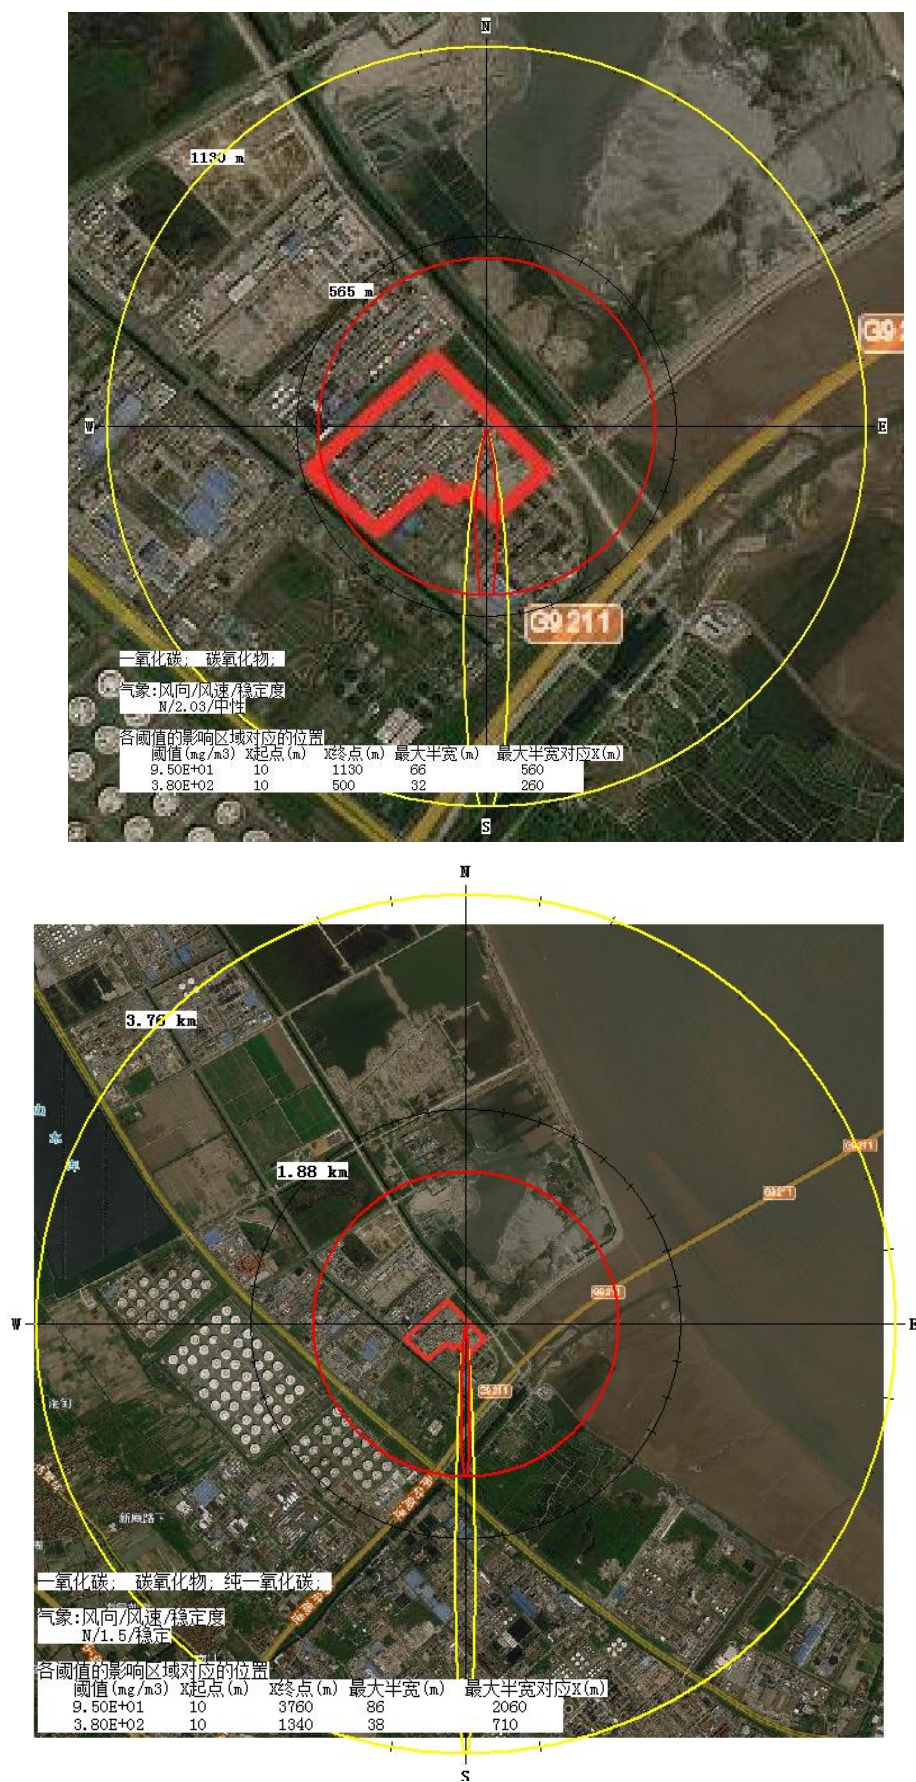 N
1130 m
565 m
G9211
W
E
G9211
一氧化碳; 碳氧化物;
气象:风向/风速/稳定度
N/2.03/中性
各阈值的影响区域对应的位置
阈值(mg/m3) X起点(m) X终点(m) 最大半宽(m) 最大半宽对应X(m)
9.50E+01 10 1130 66 560
3.80E+02 10 500 32 260
S
N
3.76 km
G9211
1.88 km
G9211
G9211
W
E
G9211
一氧化碳; 碳氧化物; 纯一氧化碳;
气象:风向/风速/稳定度
N/1.5/稳定
各阈值的影响区域对应的位置
阈值(mg/m3) X起点(m) X终点(m) 最大半宽(m) 最大半宽对应X(m)
9.50E+01 10 3760 86 2060
3.80E+02 10 1340 38 710
S